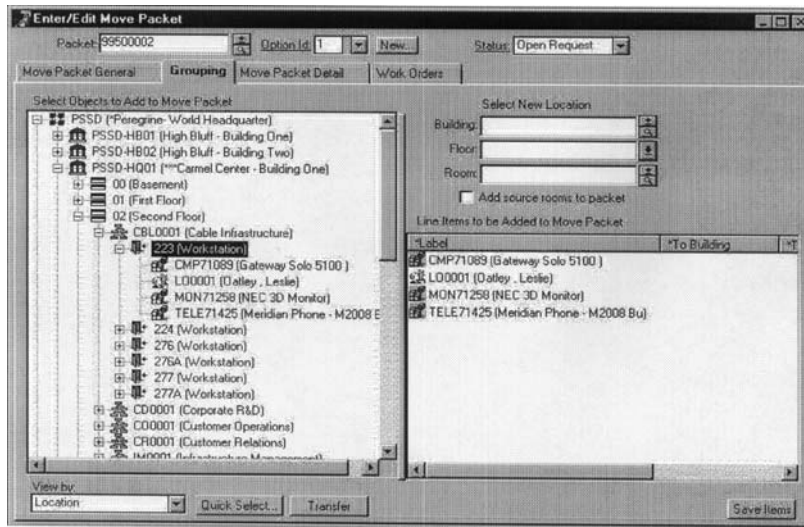 Enter/Edit Move Packet
Packet: 99500002 Option Id: 1 New... Status: Open Request
Move Packet General Grouping Move Packet Detail Work Orders
Select Objects to Add to Move Packet
PSSD (*Peregrine- World Headquarter)
PSSD-HB01 (High Bluff - Building One)
PSSD-HB02 (High Bluff - Building Two)
PSSD-HQ01 (***Carmel Center - Building One)
00 (Basement)
01 (First Floor)
02 (Second Floor)
CBL0001 (Cable Infrastructure)
223 (Workstation)
CMP71089 (Gateway Solo 5100 )
LO0001 (Oatley , Leslie)
MON71258 (NEC 3D Monitor)
TELE71425 (Meridian Phone - M2008 B
224 (Workstation)
276 (Workstation)
276A (Workstation)
277 (Workstation)
277A (Workstation)
CD0001 (Corporate R&D)
CO0001 (Customer Operations)
CR0001 (Customer Relations)
IM0001 (Infrastructure Management)
View by:
Location Quick Select... Transfer
Select New Location
Building:
Floor:
Room:
Add source rooms to packet
Line Items to be Added to Move Packet
*Label *To Building *T
CMP71089 (Gateway Solo 5100 )
LO0001 (Oatley , Leslie)
MON71258 (NEC 3D Monitor)
TELE71425 (Meridian Phone - M2008 Bu)
Save Items